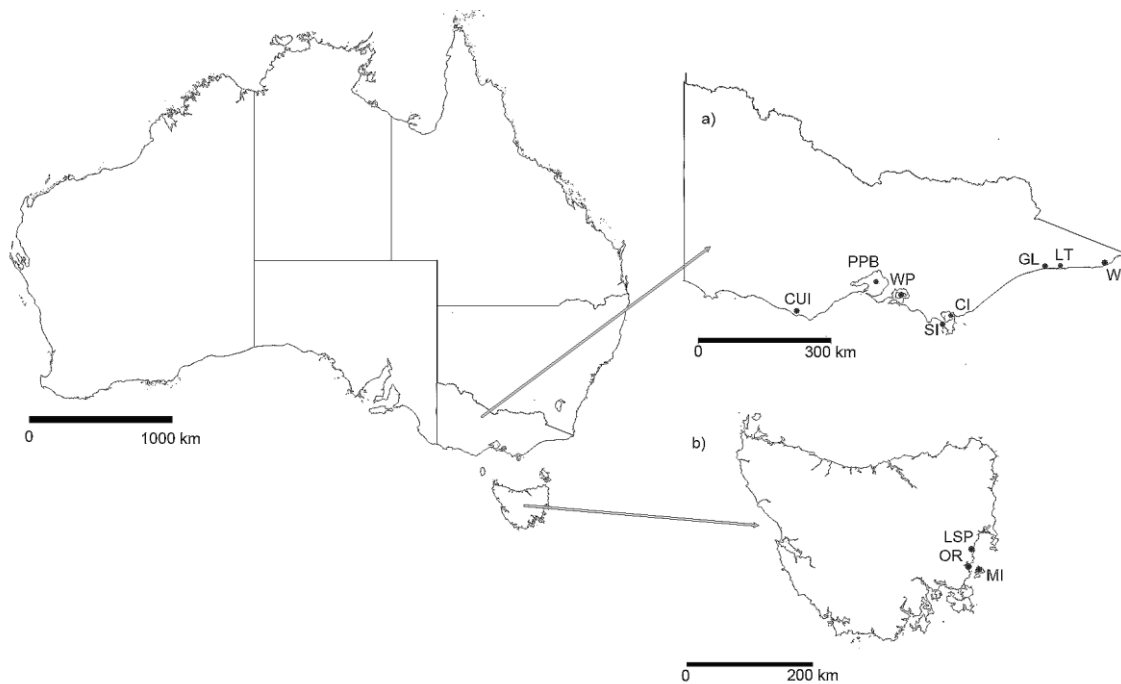 a)
PPB
WP
CUI
SI
CI
GL LT
W
0 300 km
0 1000 km
b)
LSP
OR
MI
0 200 km